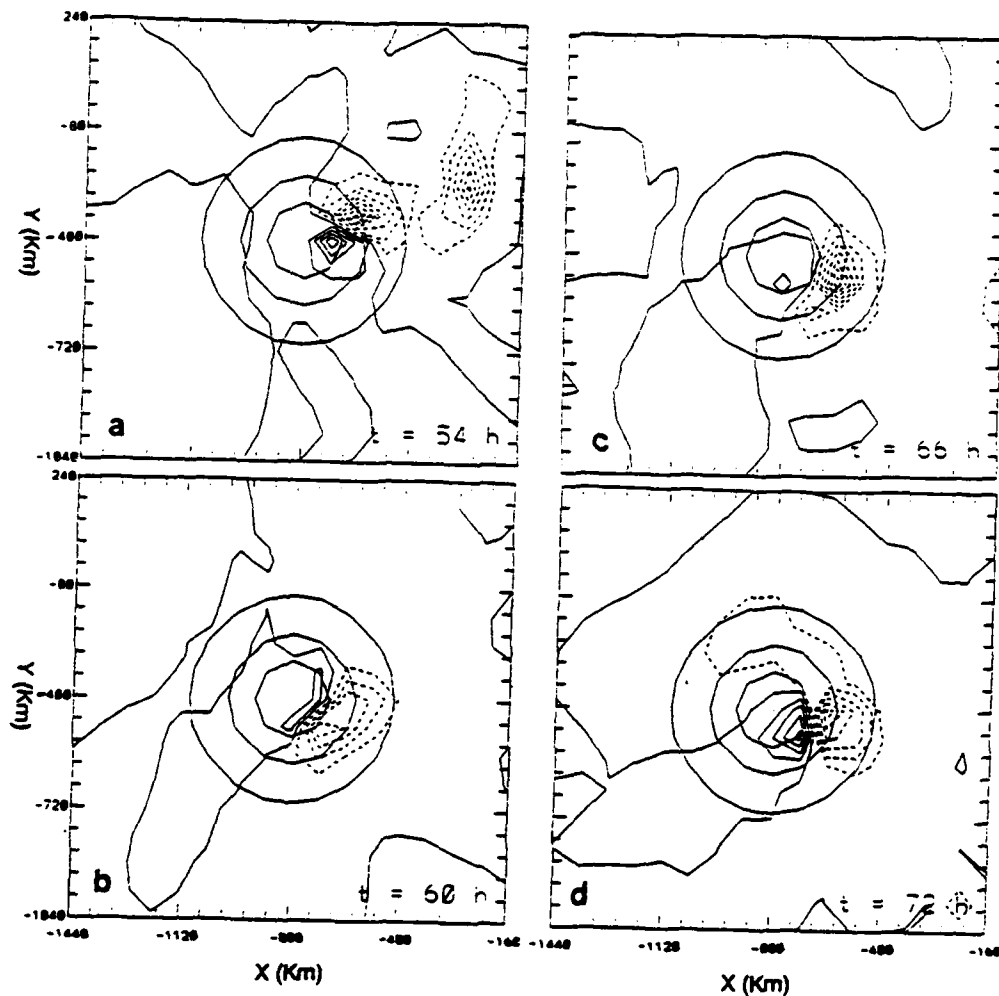 240
-80
-400
-720
-1040
Y (Km)
a
t = 54 h
c
t = 66 h
240
-80
-400
-720
-1040
Y (Km)
b
t = 60 h
d
t = 72 h
-1440 -1120 -800 -480 -160
X (Km)
-1440 -1120 -800 -480 -160
X (Km)